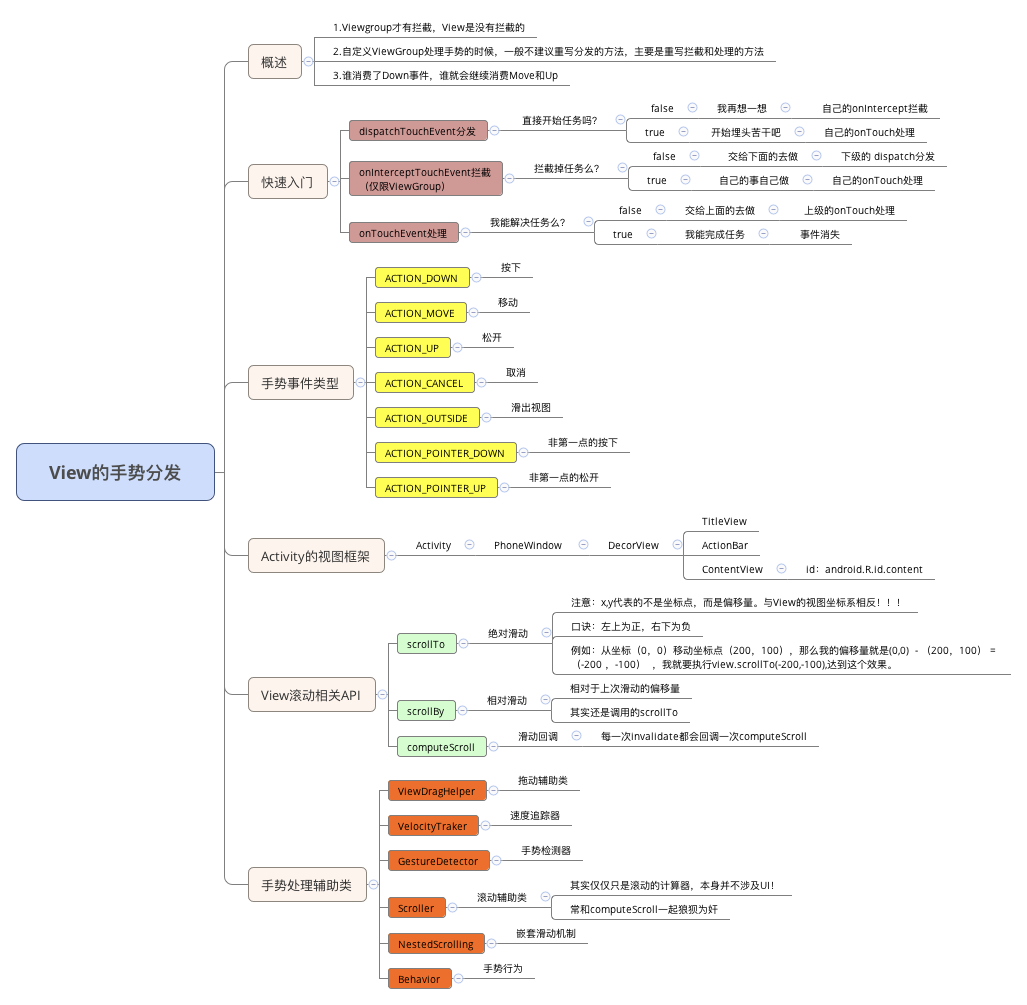 View的手势分发
概述
1.Viewgroup才有拦截，View是没有拦截的
2.自定义ViewGroup处理手势的时候，一般不建议重写分发的方法，主要是重写拦截和处理的方法
3.谁消费了Down事件，谁就会继续消费Move和Up
快速入门
dispatchTouchEvent分发
直接开始任务吗？
false
我再想一想
自己的onIntercept拦截
true
开始埋头苦干吧
自己的onTouch处理
onInterceptTouchEvent拦截
（仅限ViewGroup）
拦截掉任务么？
false
交给下面的去做
下级的 dispatch分发
true
自己的事自己做
自己的onTouch处理
onTouchEvent处理
我能解决任务么？
false
交给上面的去做
上级的onTouch处理
true
我能完成任务
事件消失
手势事件类型
ACTION_DOWN
按下
ACTION_MOVE
移动
ACTION_UP
松开
ACTION_CANCEL
取消
ACTION_OUTSIDE
滑出视图
ACTION_POINTER_DOWN
非第一点的按下
ACTION_POINTER_UP
非第一点的松开
Activity的视图框架
Activity
PhoneWindow
DecorView
TitleView
ActionBar
ContentView
id：android.R.id.content
View滚动相关API
scrollTo
绝对滑动
注意：x,y代表的不是坐标点，而是偏移量。与View的视图坐标系相反！！！
口诀：左上为正，右下为负
例如：从坐标（0，0）移动坐标点（200，100），那么我的偏移量就是(0,0) - （200，100） =
（-200 ，-100） ，我就要执行view.scrollTo(-200,-100),达到这个效果。
scrollBy
相对滑动
相对于上次滑动的偏移量
其实还是调用的scrollTo
computeScroll
滑动回调
每一次invalidate都会回调一次computeScroll
手势处理辅助类
ViewDragHelper
拖动辅助类
VelocityTraker
速度追踪器
GestureDetector
手势检测器
Scroller
滚动辅助类
其实仅仅只是滚动的计算器，本身并不涉及UI！
常和computeScroll一起狼狈为奸
NestedScrolling
嵌套滑动机制
Behavior
手势行为